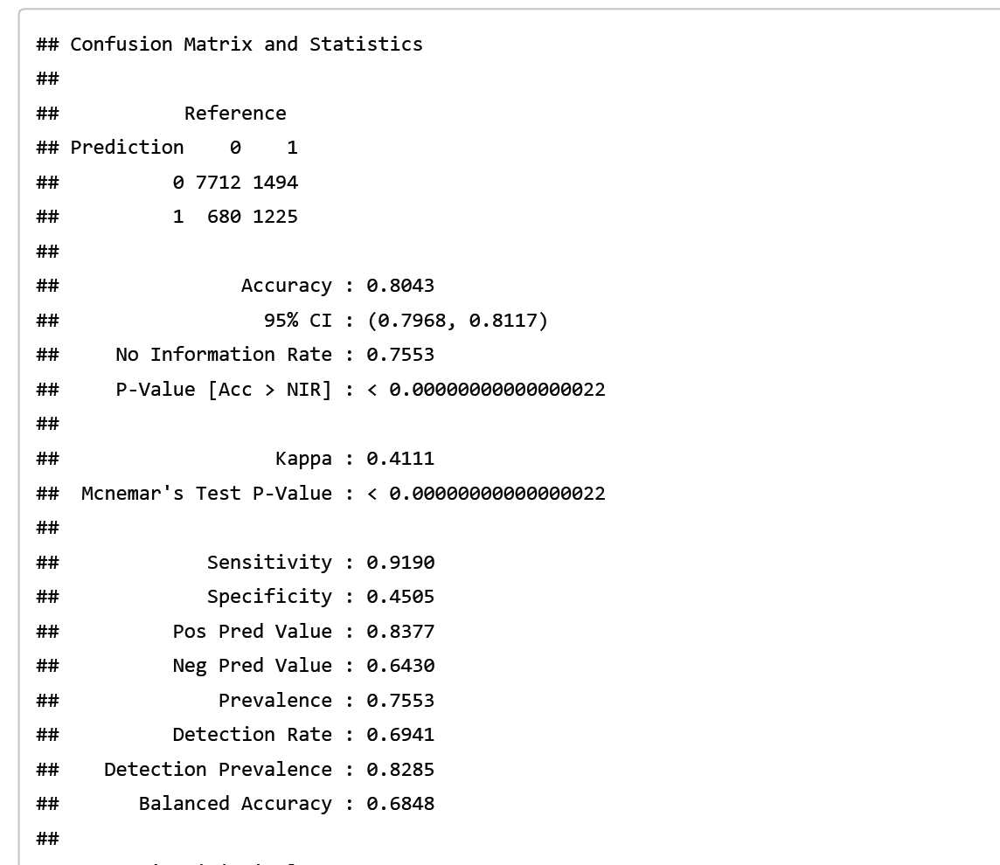 ## Confusion Matrix and Statistics
##
##           Reference
## Prediction    0    1
##          0 7712 1494
##          1  680 1225
##
##                Accuracy : 0.8043
##                  95% CI : (0.7968, 0.8117)
##     No Information Rate : 0.7553
##     P-Value [Acc > NIR] : < 0.00000000000000022
##
##                   Kappa : 0.4111
##  Mcnemar's Test P-Value : < 0.00000000000000022
##
##             Sensitivity : 0.9190
##             Specificity : 0.4505
##          Pos Pred Value : 0.8377
##          Neg Pred Value : 0.6430
##              Prevalence : 0.7553
##          Detection Rate : 0.6941
##    Detection Prevalence : 0.8285
##       Balanced Accuracy : 0.6848
##